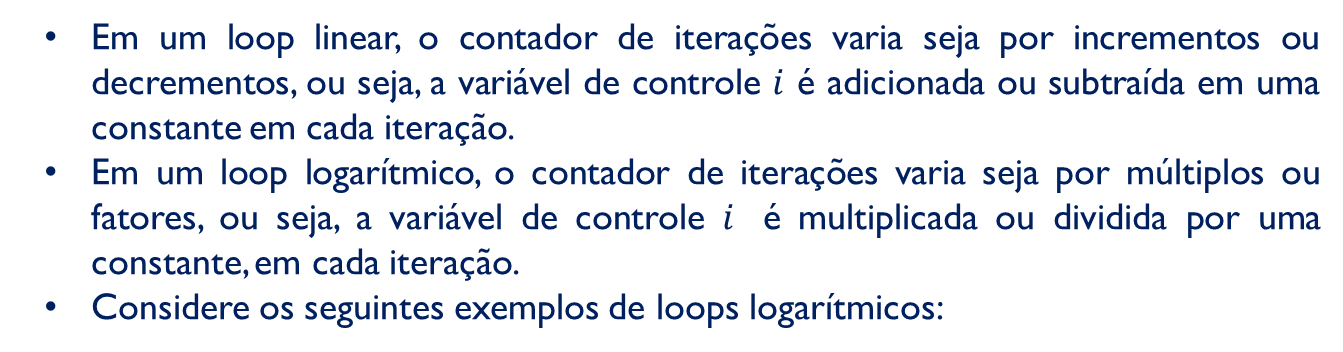 • Em um loop linear, o contador de iterações varia seja por incrementos ou
decrementos, ou seja, a variável de controle i é adicionada ou subtraída em uma
constante em cada iteração.
• Em um loop logarítmico, o contador de iterações varia seja por múltiplos ou
fatores, ou seja, a variável de controle i é multiplicada ou dividida por uma
constante, em cada iteração.
• Considere os seguintes exemplos de loops logarítmicos: